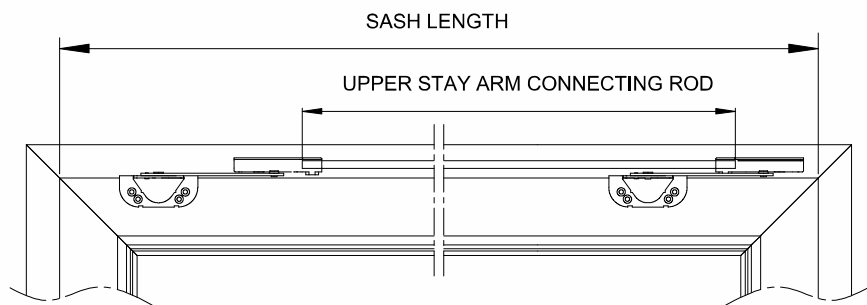 SASH LENGTH
UPPER STAY ARM CONNECTING ROD